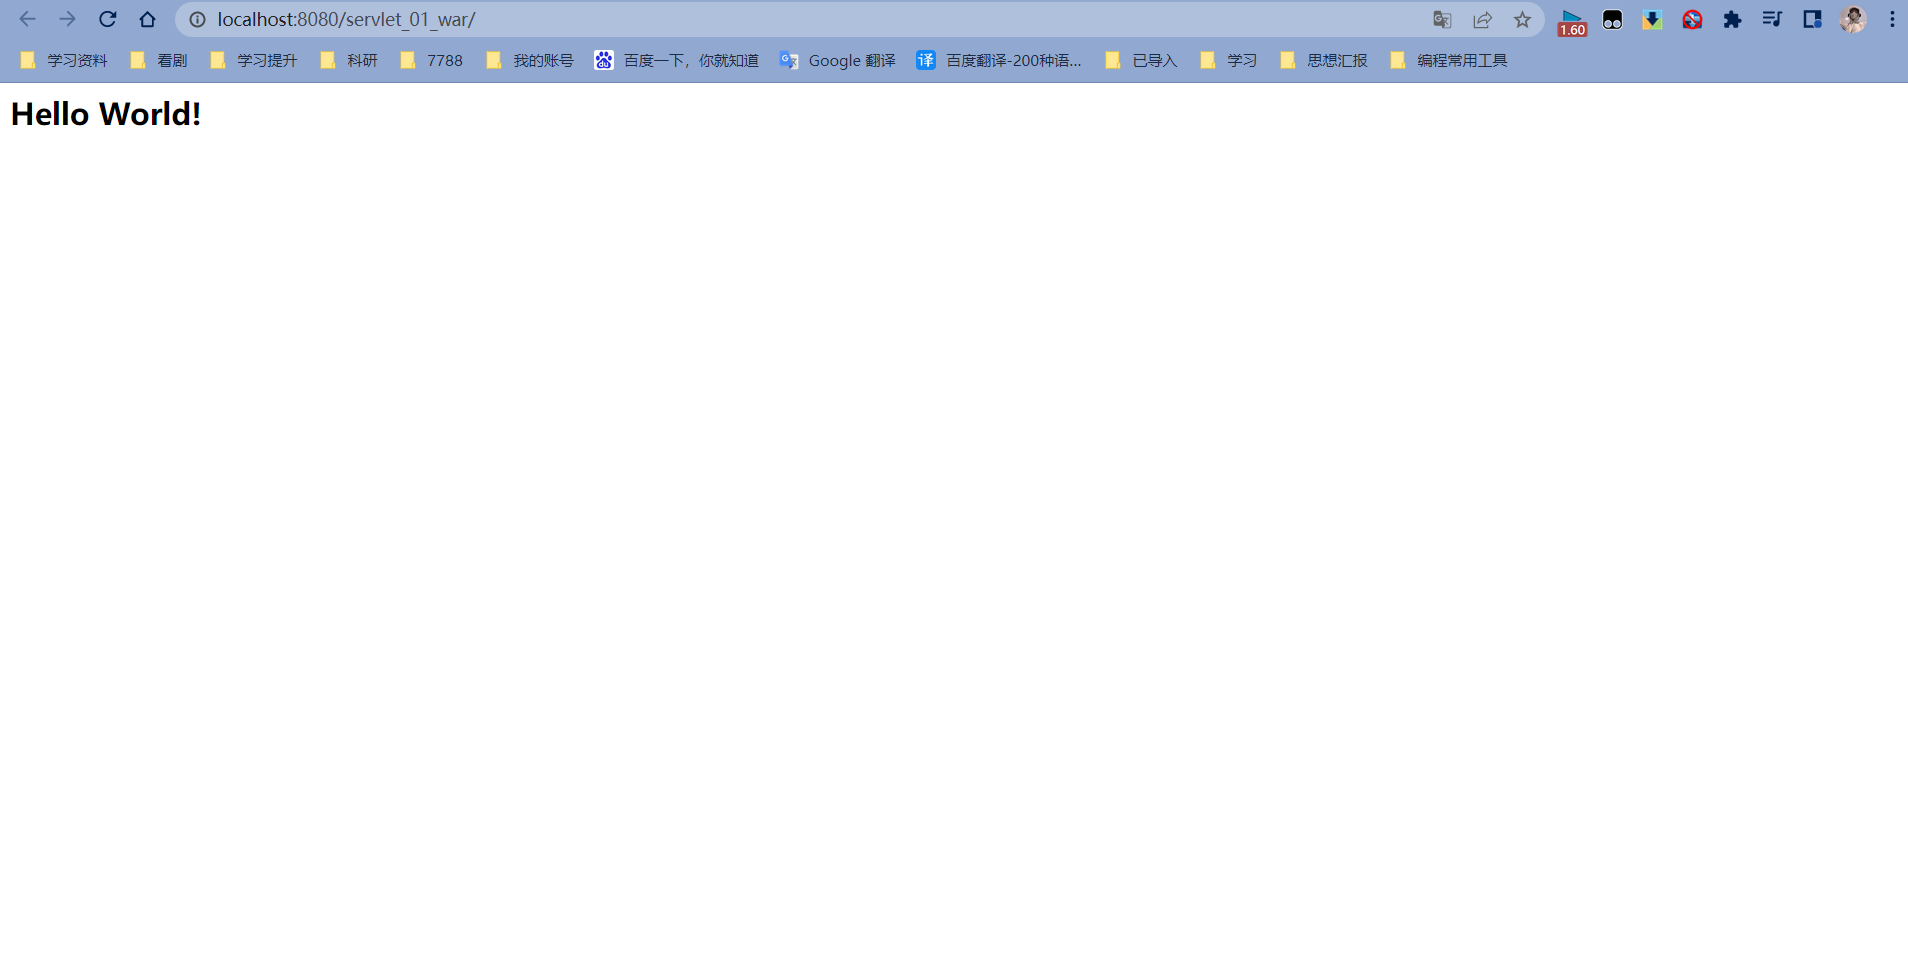 localhost:8080/servlet_01_war/
1.60
学习资料 看剧 学习提升 科研 7788 我的账号 百度一下，你就知道 Google 翻译 百度翻译-200种语... 已导入 学习 思想汇报 编程常用工具
Hello World!